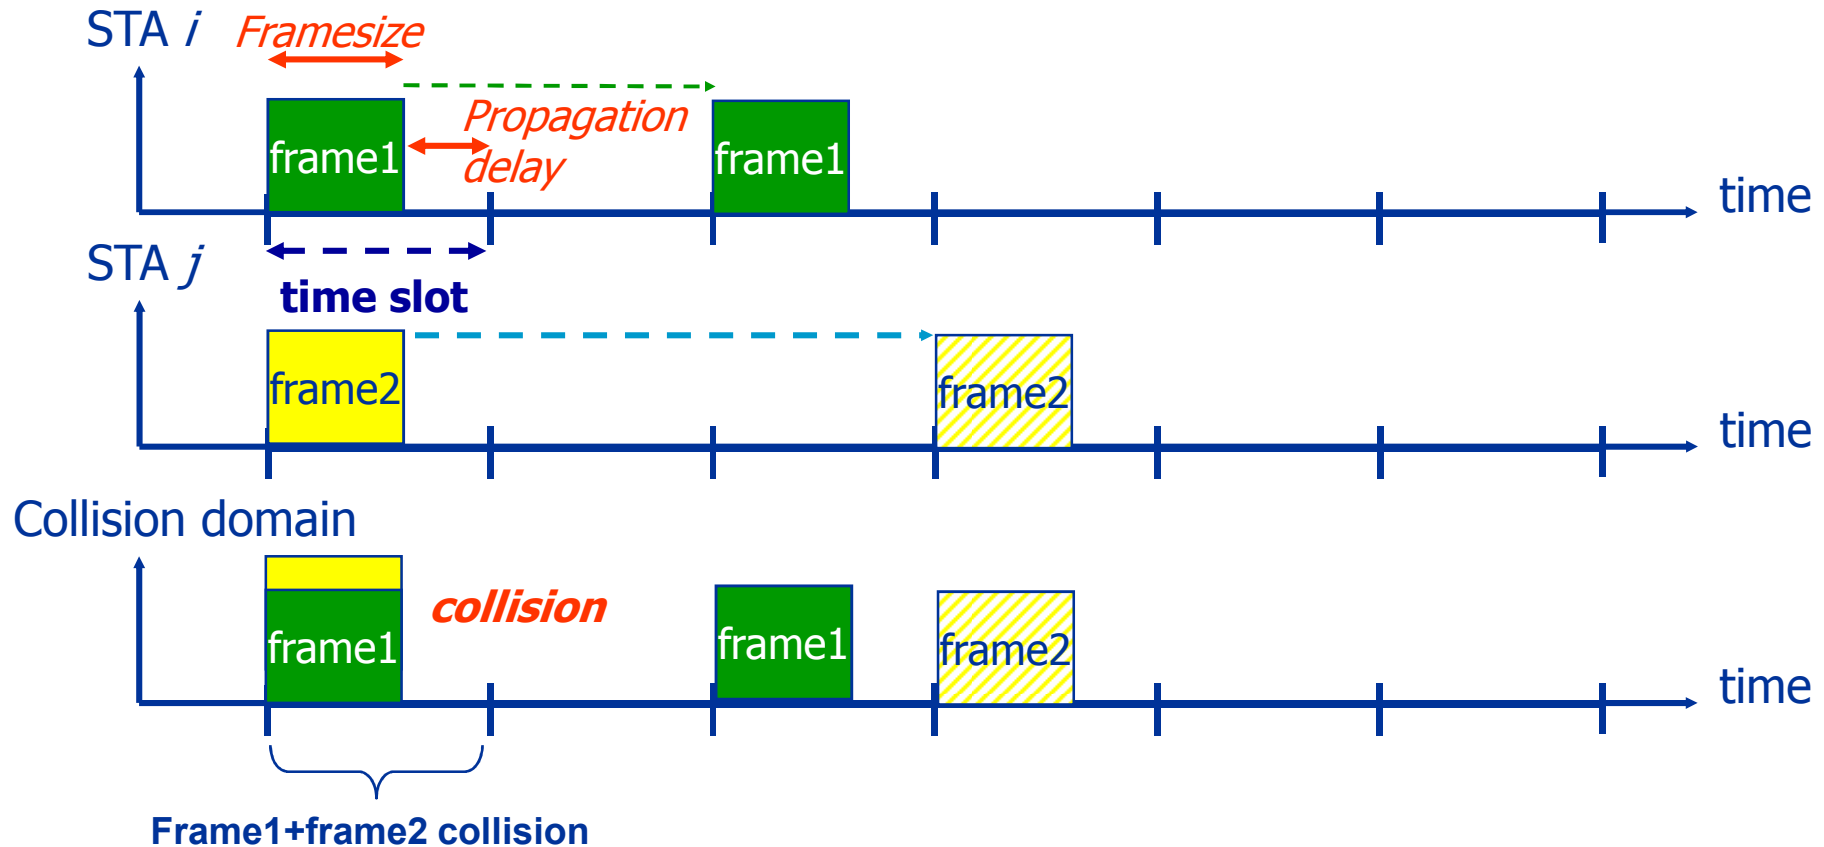 STA i
Framesize
frame1
Propagation
delay
frame1
time
STA j
time slot
frame2
frame2
time
Collision domain
frame1
collision
frame1
frame2
time
Frame1+frame2 collision